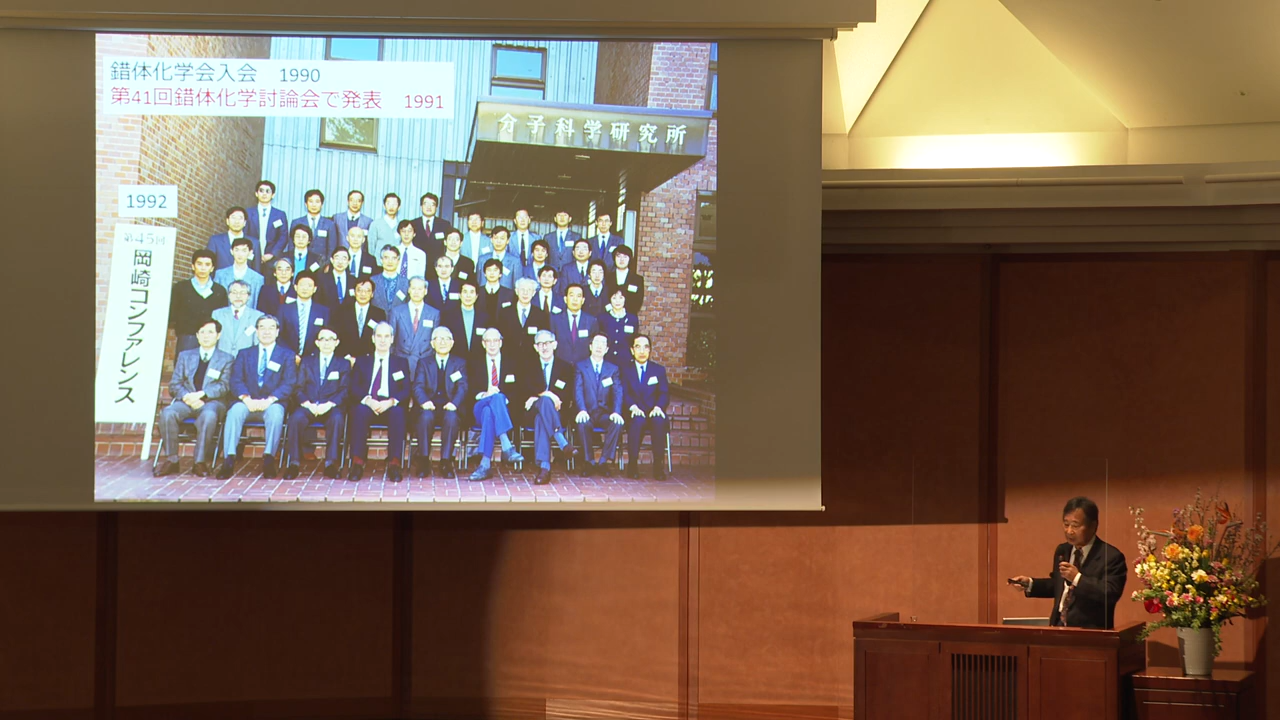 錯体化学会入会 1990
第41回錯体化学討論会で発表 1991
分子科学研究所
1992
第45回
岡崎コンファレンス